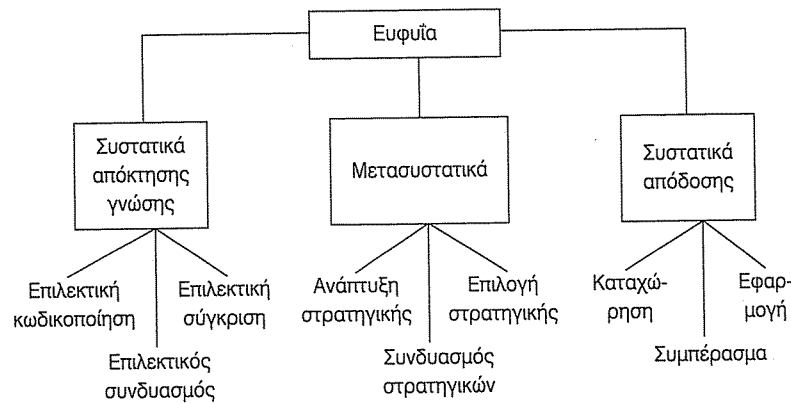 Ευφυΐα
Συστατικά
απόκτησης
γνώσης
Μετασυστατικά
Συστατικά
απόδοσης
Επιλεκτική
κωδικοποίηση
Επιλεκτική
σύγκριση
Επιλεκτικός
συνδυασμός
Ανάπτυξη
στρατηγικής
Επιλογή
στρατηγικής
Συνδυασμός
στρατηγικών
Καταχώ-
ρηση
Εφαρ-
μογή
Συμπέρασμα